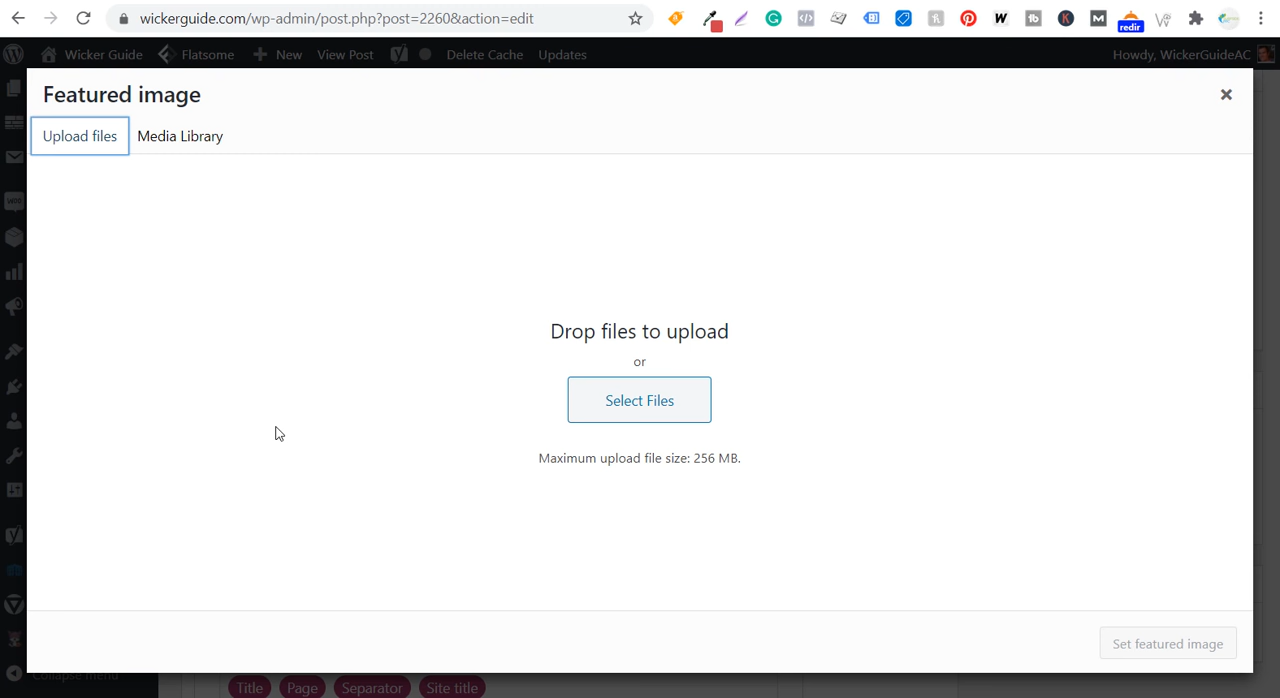 wickerguide.com/wp-admin/post.php?post=2260&action=edit
redir
Wicker Guide Flatsome New View Post Delete Cache Updates Howdy, WickerGuideAC
Featured image
Upload files Media Library
Drop files to upload
or
Select Files
Maximum upload file size: 256 MB.
Set featured image
Collapse menu
Title Page Separator Site title